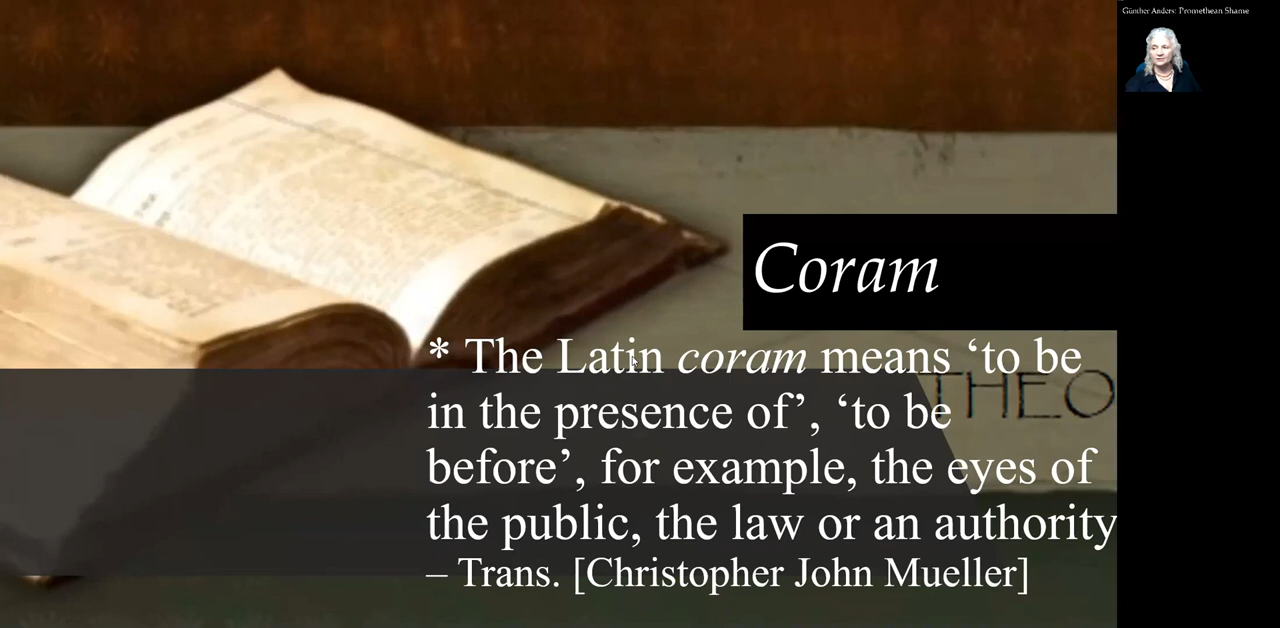 Günther Anders: Promethean Shame
Coram
* The Latin coram means ‘to be
in the presence of’, ‘to be
before’, for example, the eyes of
the public, the law or an authority
– Trans. [Christopher John Mueller]
THEO